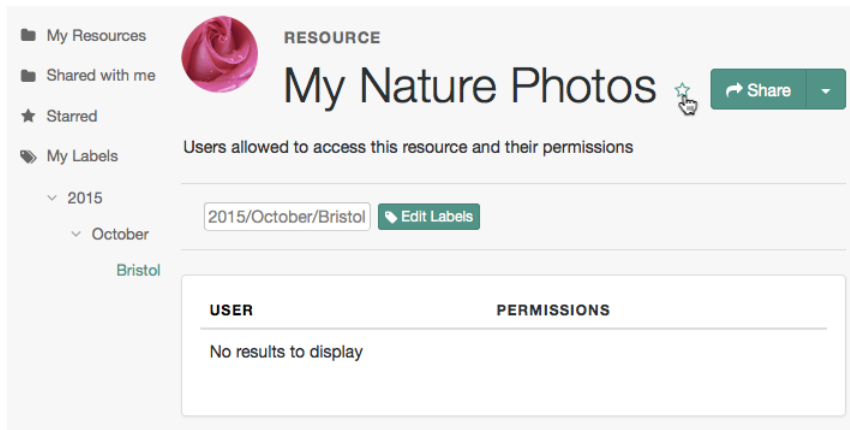 My Resources
Shared with me
Starred
My Labels
2015
October
Bristol
RESOURCE
My Nature Photos
Share
Users allowed to access this resource and their permissions
2015/October/Bristol
Edit Labels
USER PERMISSIONS
No results to display